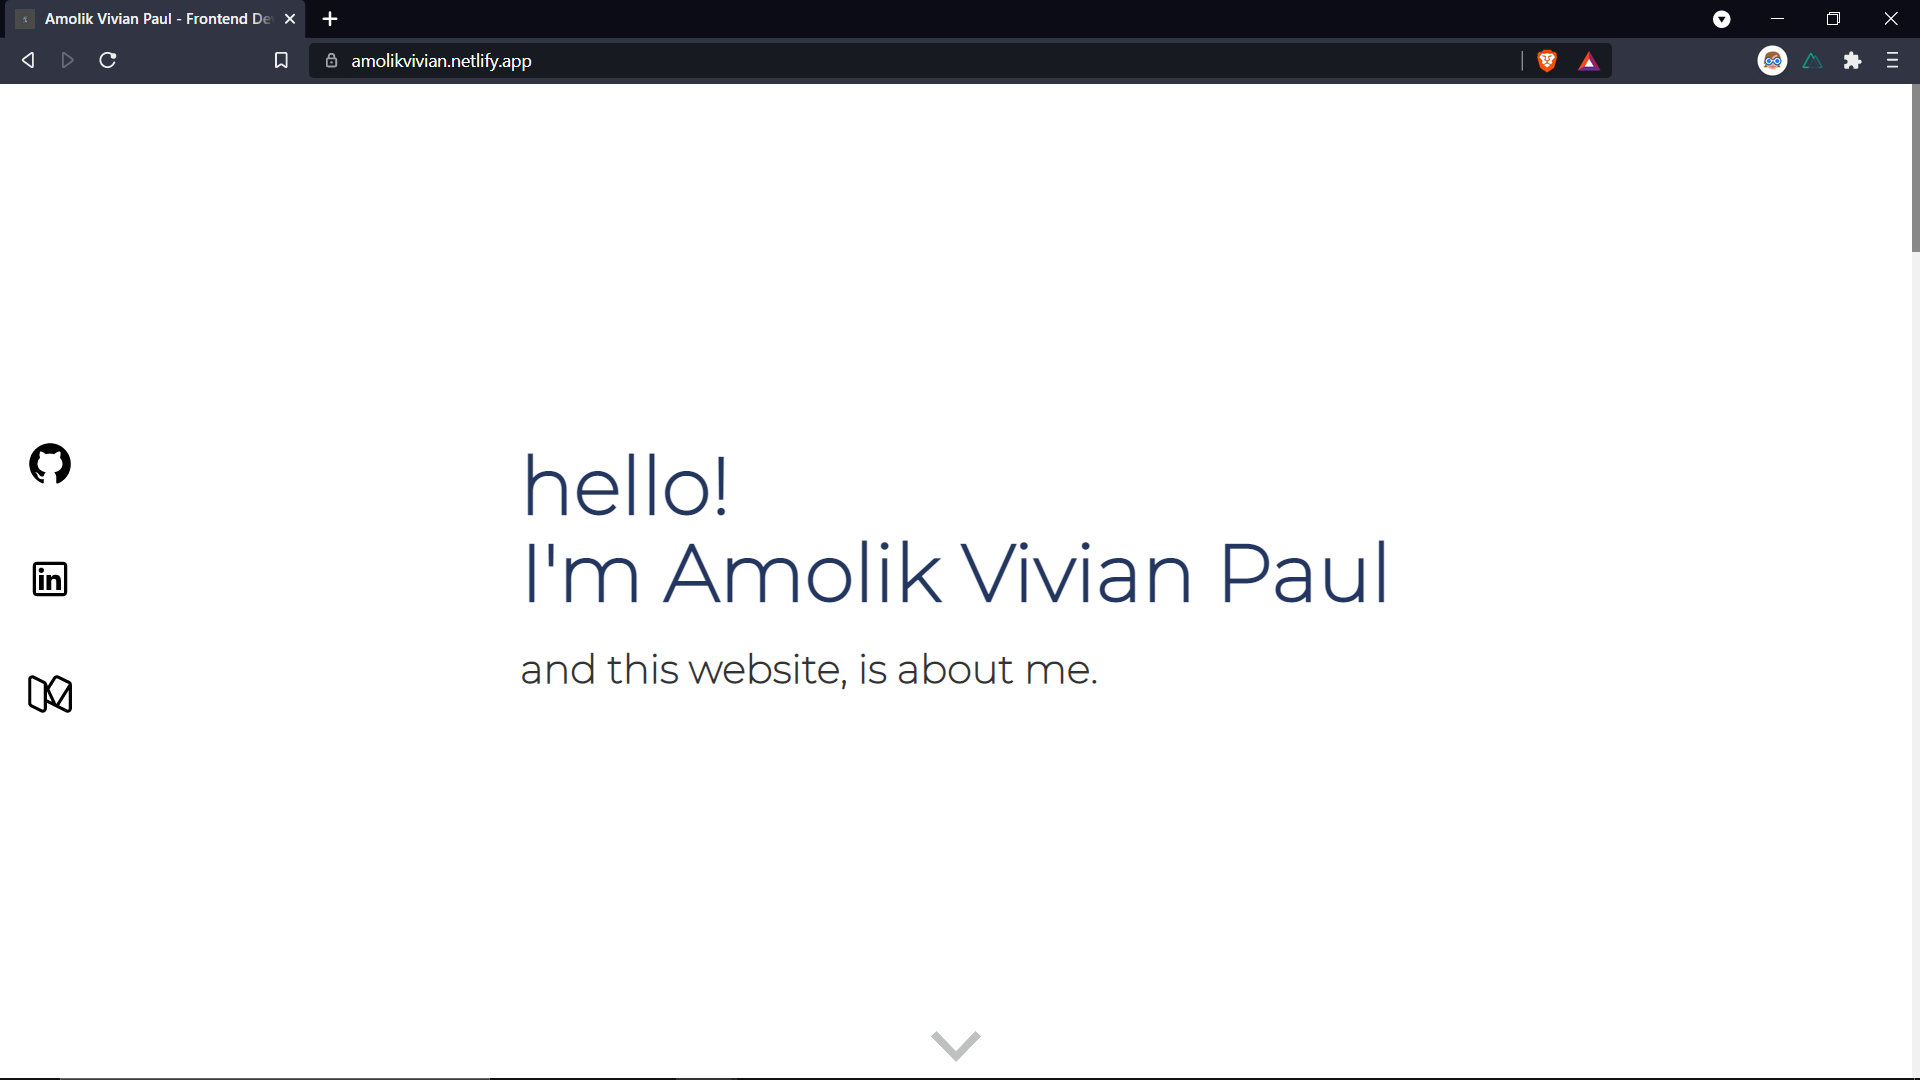 Amolik Vivian Paul - Frontend De
amolikvivian.netlify.app
hello!
I'm Amolik Vivian Paul
and this website, is about me.
in